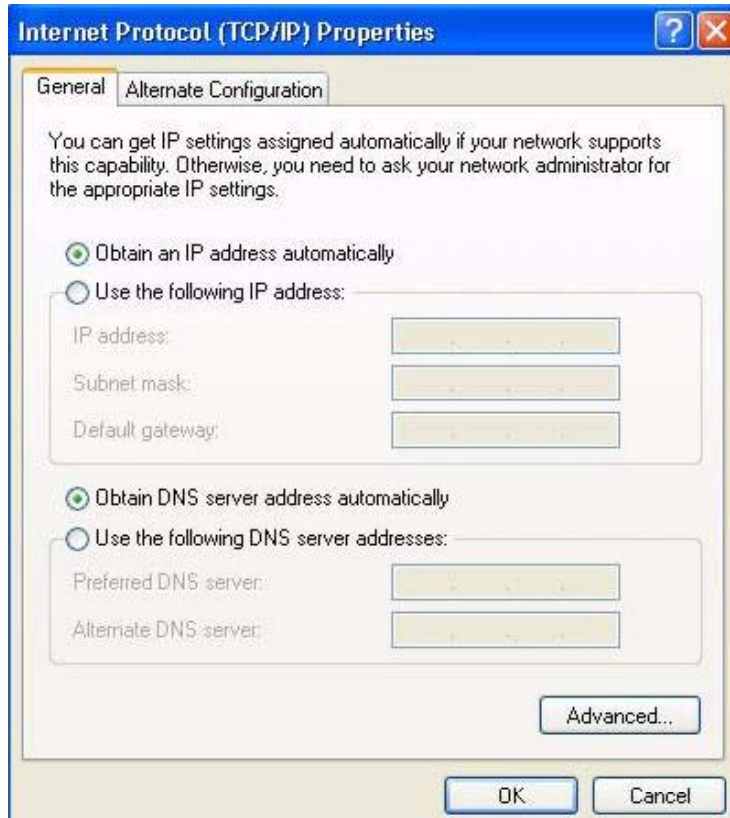 Internet Protocol (TCP/IP) Properties
General
Alternate Configuration
You can get IP settings assigned automatically if your network supports
this capability. Otherwise, you need to ask your network administrator for
the appropriate IP settings.
Obtain an IP address automatically
Use the following IP address:
IP address:
Subnet mask:
Default gateway:
Obtain DNS server address automatically
Use the following DNS server addresses:
Preferred DNS server:
Alternate DNS server:
Advanced...
OK
Cancel